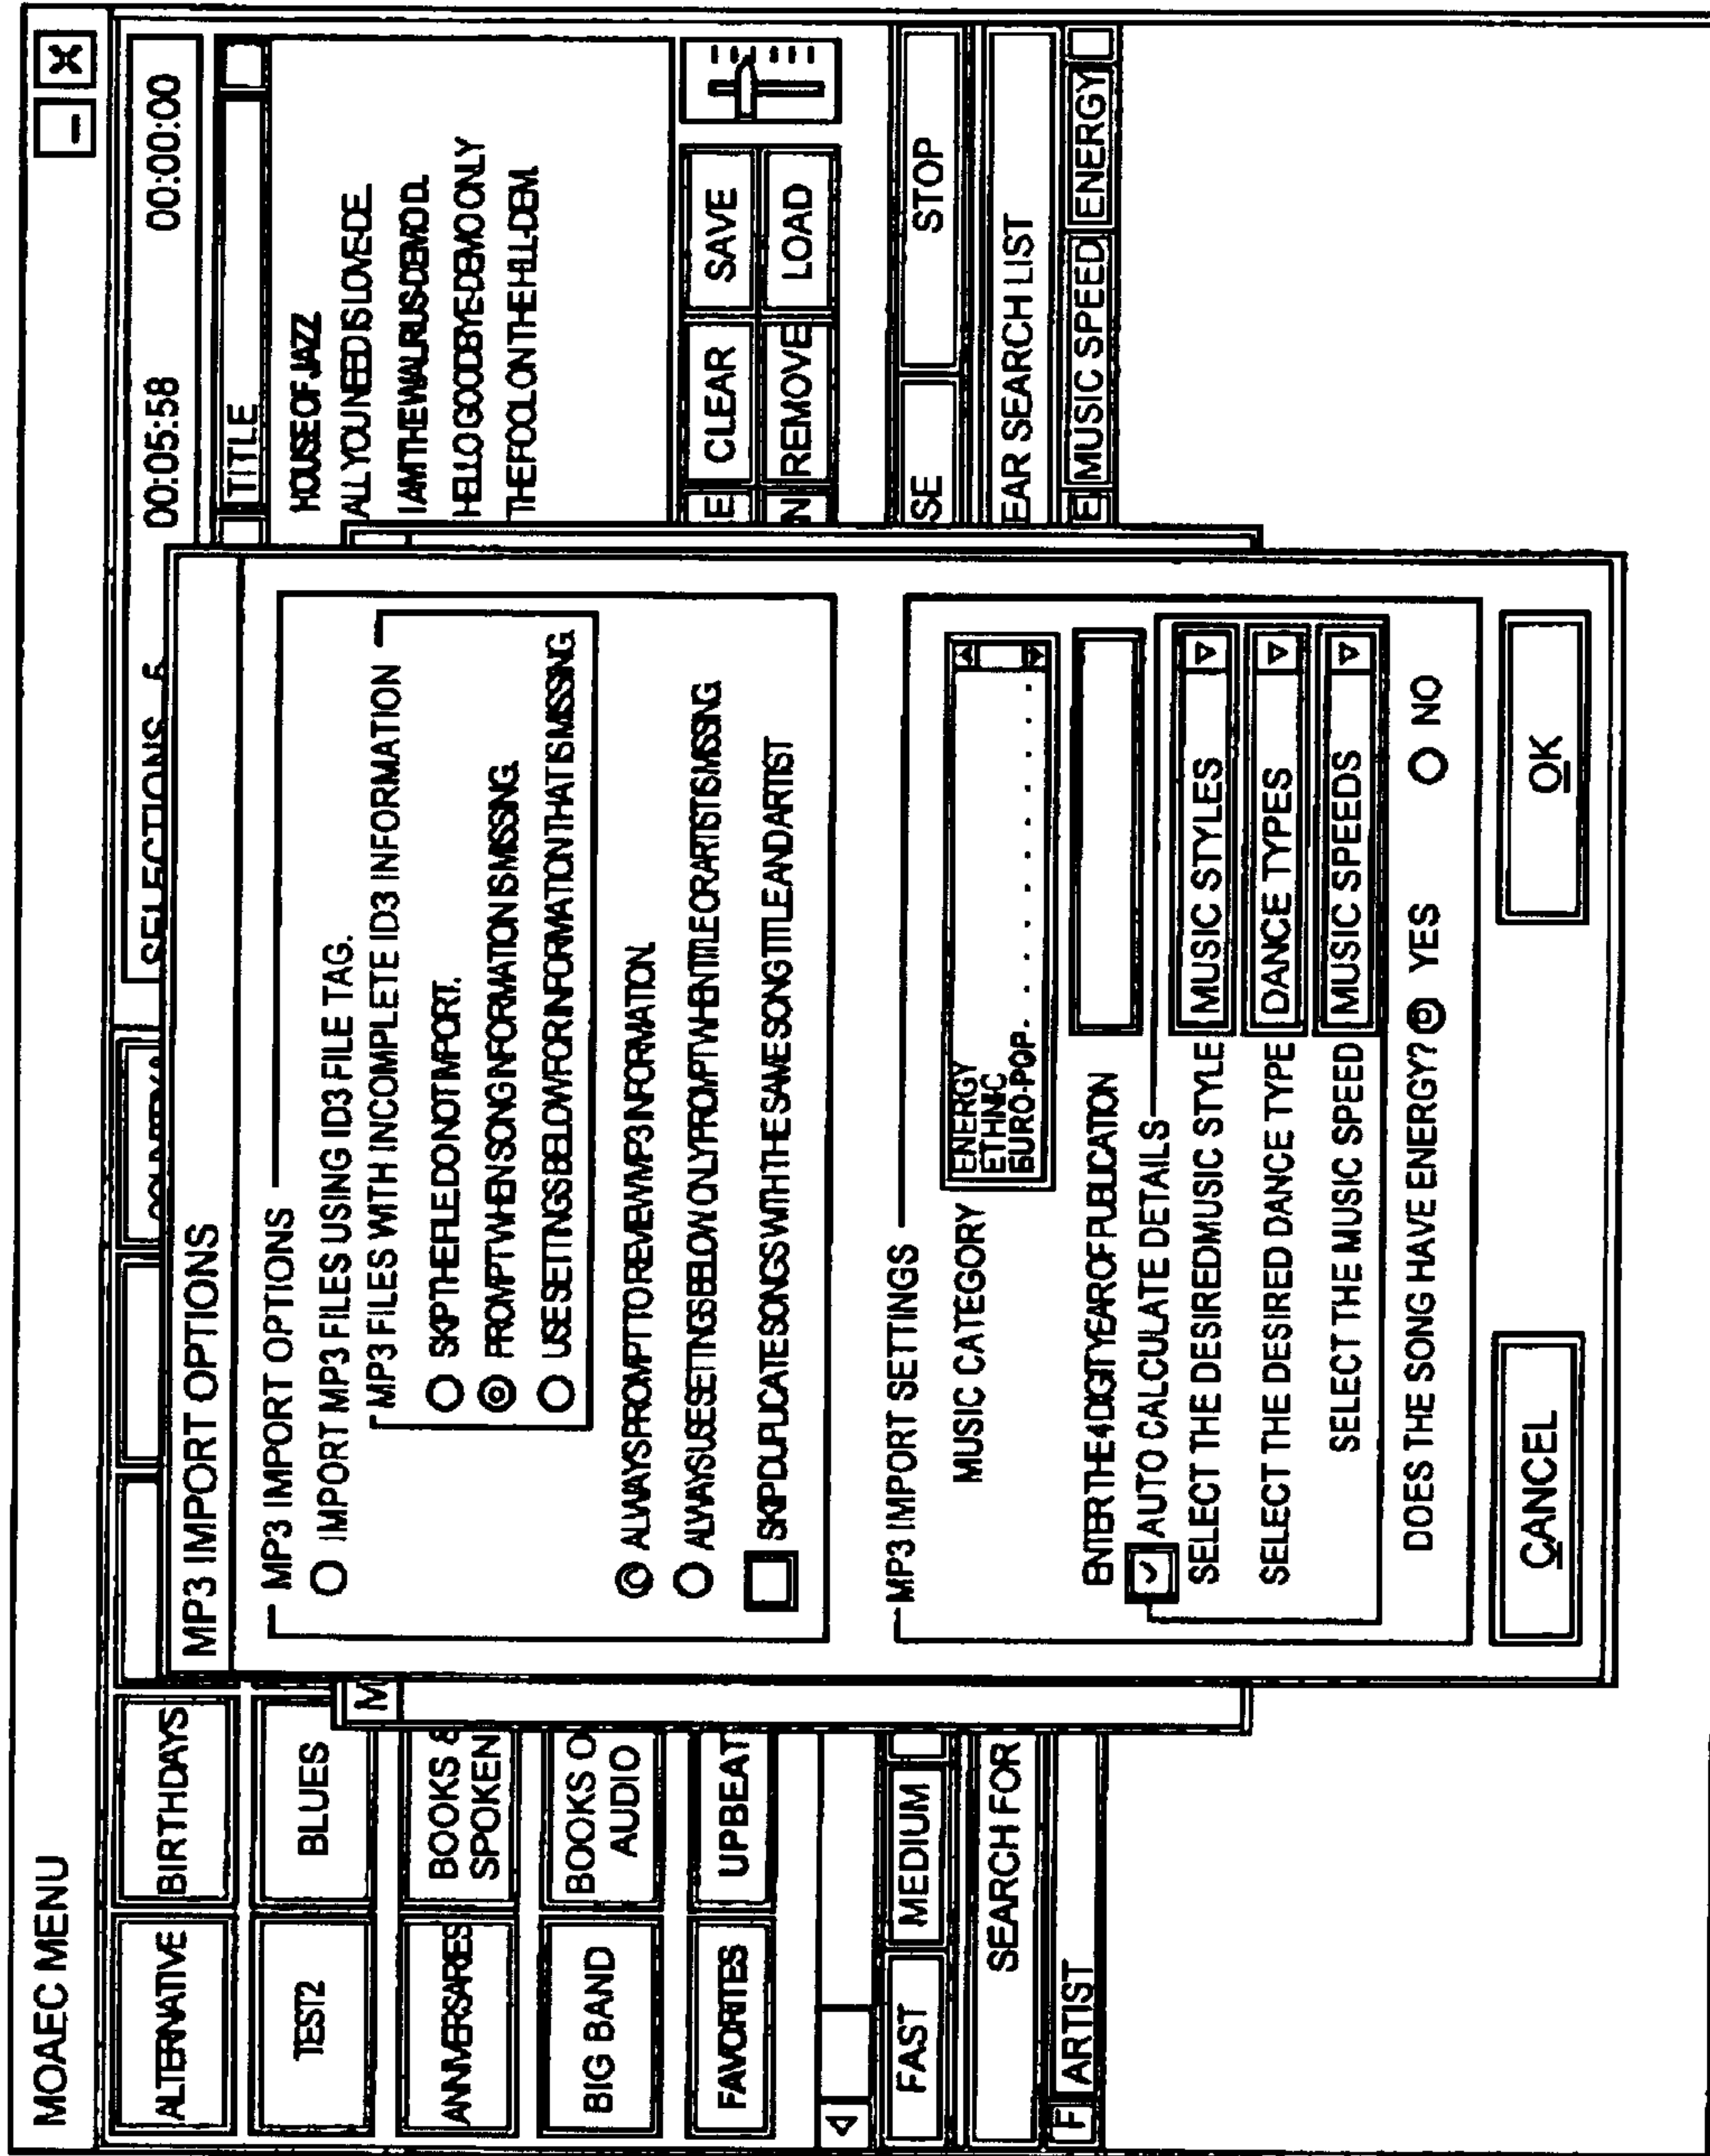 MOAEC MENU
SELECTIONS 5 00:05:58 00:00:00
ALTERNATIVE BIRTHDAYS
TITLE
TEST2 BLUES
HOUSE OF JAZZ
ALL YOU NEED IS LOVE-DE
I AM THE WALRUS-DEMO D.
HELLO GOODBYE-DEMO ONLY
THE FOOL ON THE HILL-DEM.
ANNIVERSARIES BOOKS &
SPOKEN
BIG BAND BOOKS O
AUDIO
FAVORITES UPBEAT
E CLEAR SAVE
N REMOVE LOAD
FAST MEDIUM
SE STOP
SEARCH FOR
EAR SEARCH LIST
F ARTIST
E MUSIC SPEED ENERGY
M
MP3 IMPORT OPTIONS
MP3 IMPORT OPTIONS
IMPORT MP3 FILES USING ID3 FILE TAG.
MP3 FILES WITH INCOMPLETE ID3 INFORMATION
SKIP THE FILE DO NOT IMPORT.
PROMPT WHEN SONG INFORMATION IS MISSING.
USE SETTINGS BELOW FOR INFORMATION THAT IS MISSING.
ALWAYS PROMPT TO REVIEW MP3 INFORMATION.
ALWAYS USE SETTINGS BELOW ONLY PROMPT WHEN TITLE OR ARTIST IS MISSING.
SKIP DUPLICATE SONGS WITH THE SAME SONG TITLE AND ARTIST
MP3 IMPORT SETTINGS
MUSIC CATEGORY
ENERGY
ETHNIC
EURO-POP
ENTER THE 4 DIGIT YEAR OF PUBLICATION
AUTO CALCULATE DETAILS
SELECT THE DESIRED MUSIC STYLE MUSIC STYLES
SELECT THE DESIRED DANCE TYPE DANCE TYPES
SELECT THE MUSIC SPEED MUSIC SPEEDS
DOES THE SONG HAVE ENERGY? YES NO
CANCEL OK